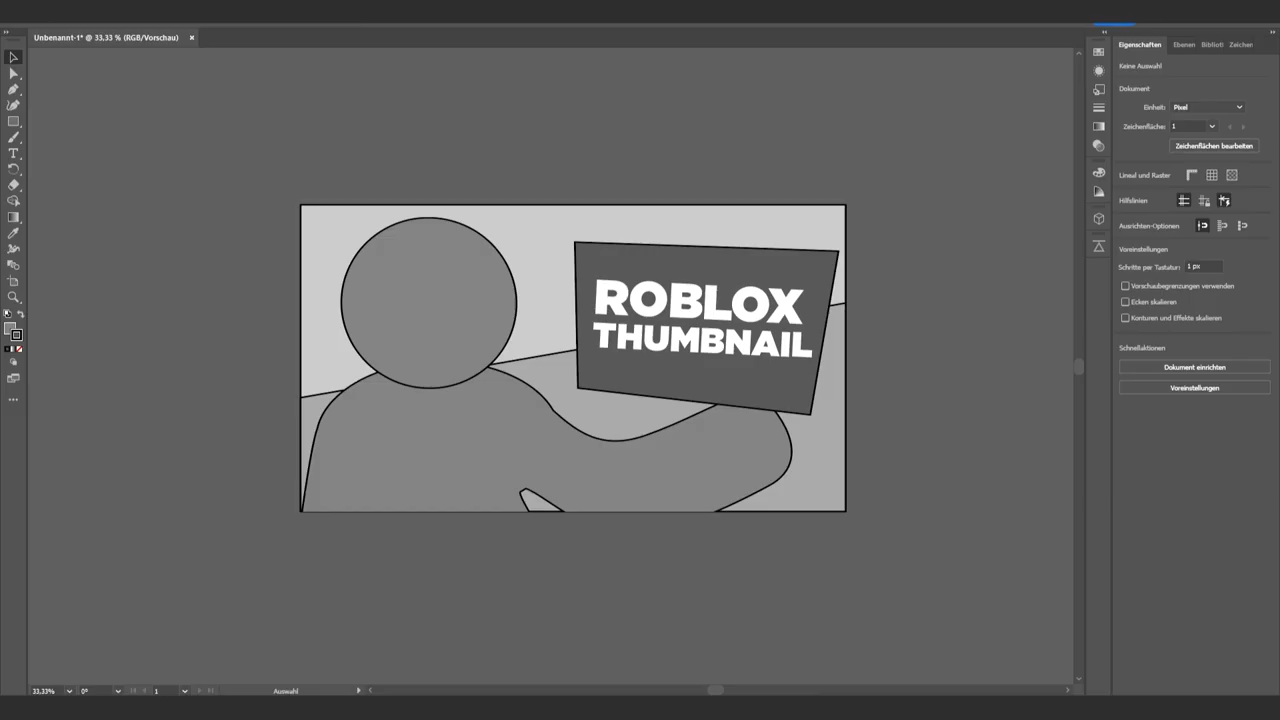 Unbenannt-1* @ 33,33 % (RGB/Vorschau)
Eigenschaften Ebenen Bibliotl Zeichen
Keine Auswahl
Dokument
Einheit: Pixel
Zeichenfläche: 1
Zeichenflächen bearbeiten
Lineal und Raster
Hilfslinien
Ausrichten-Optionen
Voreinstellungen
Schritte per Tastatur: 1 px
Vorschaubegrenzungen verwenden
Ecken skalieren
Konturen und Effekte skalieren
Schnellaktionen
Dokument einrichten
Voreinstellungen
ROBLOX
THUMBNAIL
33,33% 0° 1 Auswahl